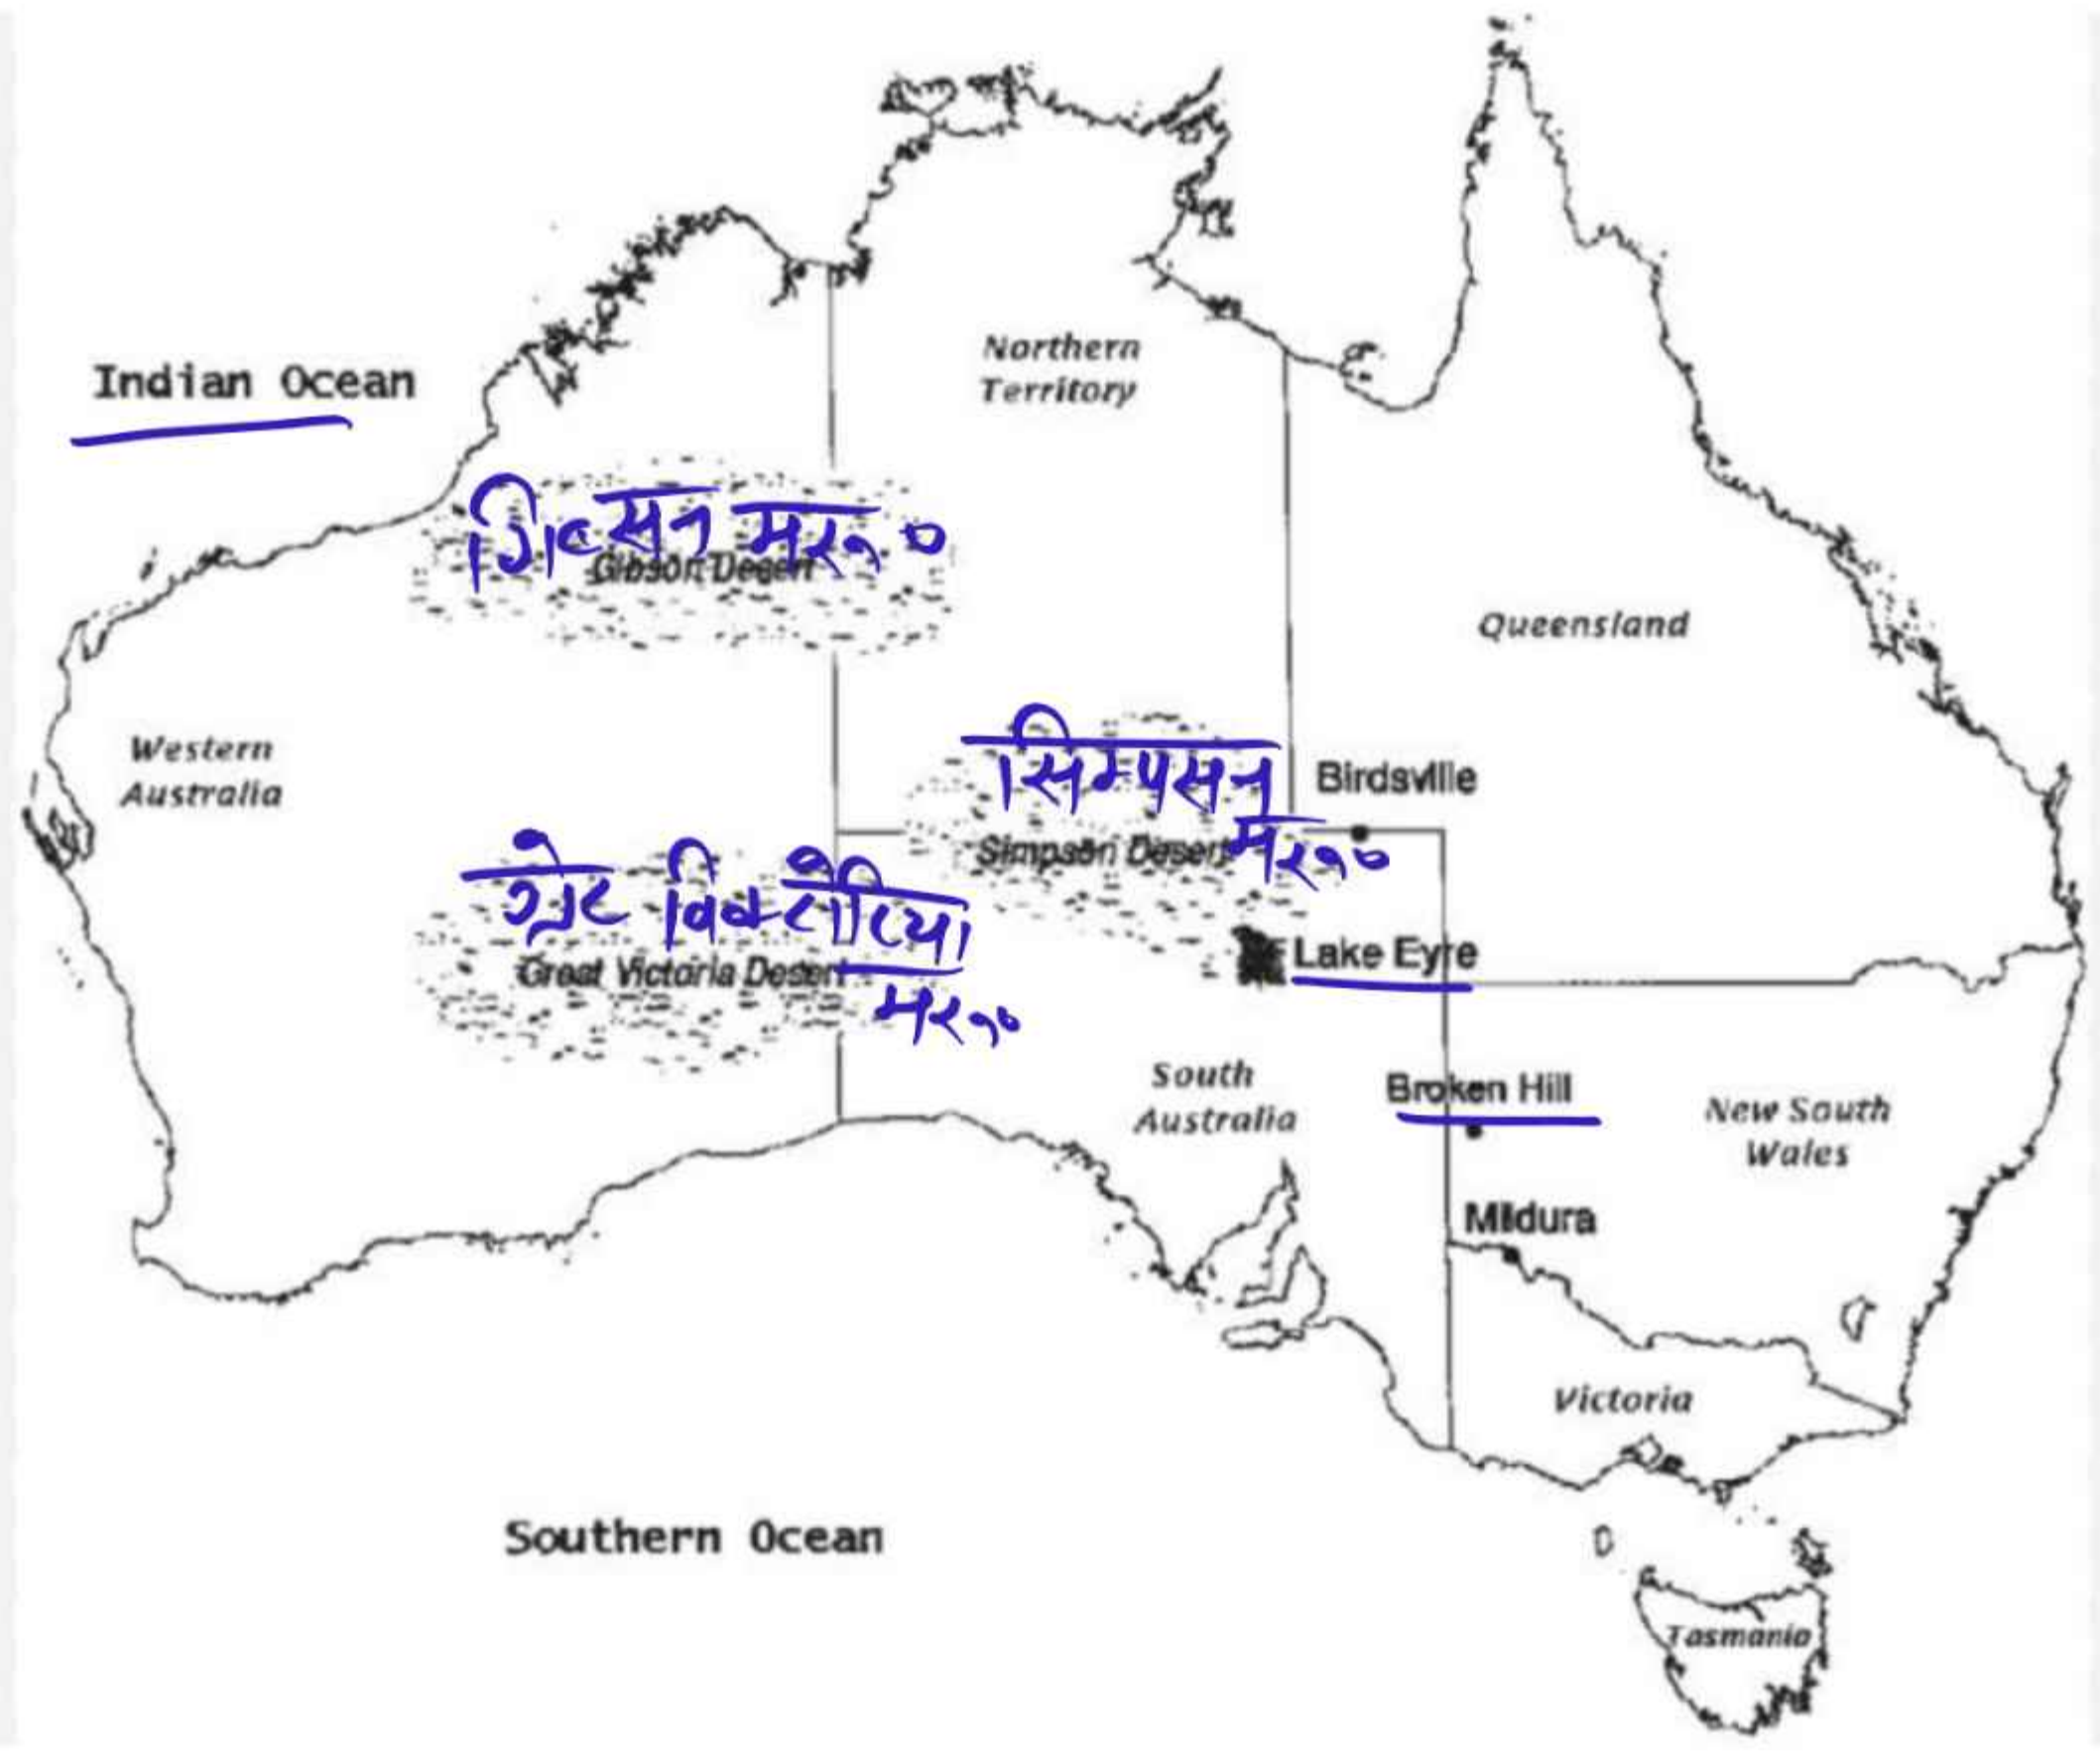 Northern
Territory
Indian Ocean
गिब्सन मरू०
Gibson Desert
Queensland
Western
Australia
सिम्पसन
मरू०
Simpson Desert
Birdsville
ग्रेट विक्टोरिया
मरू०
Great Victoria Desert
Lake Eyre
South
Australia
Broken Hill
New South
Wales
Mildura
Victoria
Southern Ocean
Tasmania